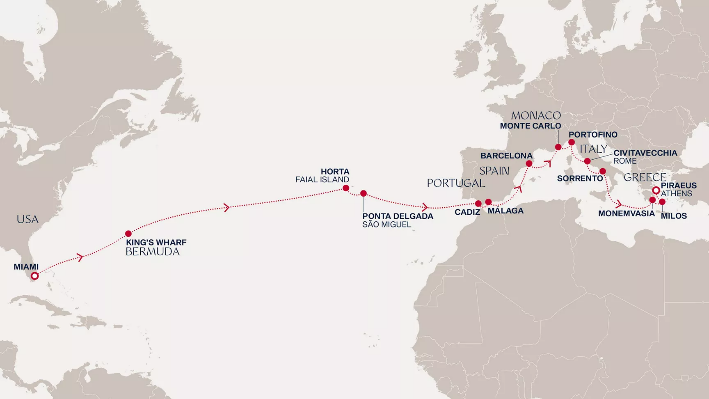 MONACO
MONTE CARLO
PORTOFINO
ITALY
BARCELONA
CIVITAVECCHIA
ROME
SPAIN
HORTA
FAIAL ISLAND
SORRENTO
GREECE
PORTUGAL
PIRAEUS
ATHENS
PONTA DELGADA
SÃO MIGUEL
CADIZ
MÁLAGA
MONEMVASIA
MILOS
USA
KING'S WHARF
BERMUDA
MIAMI